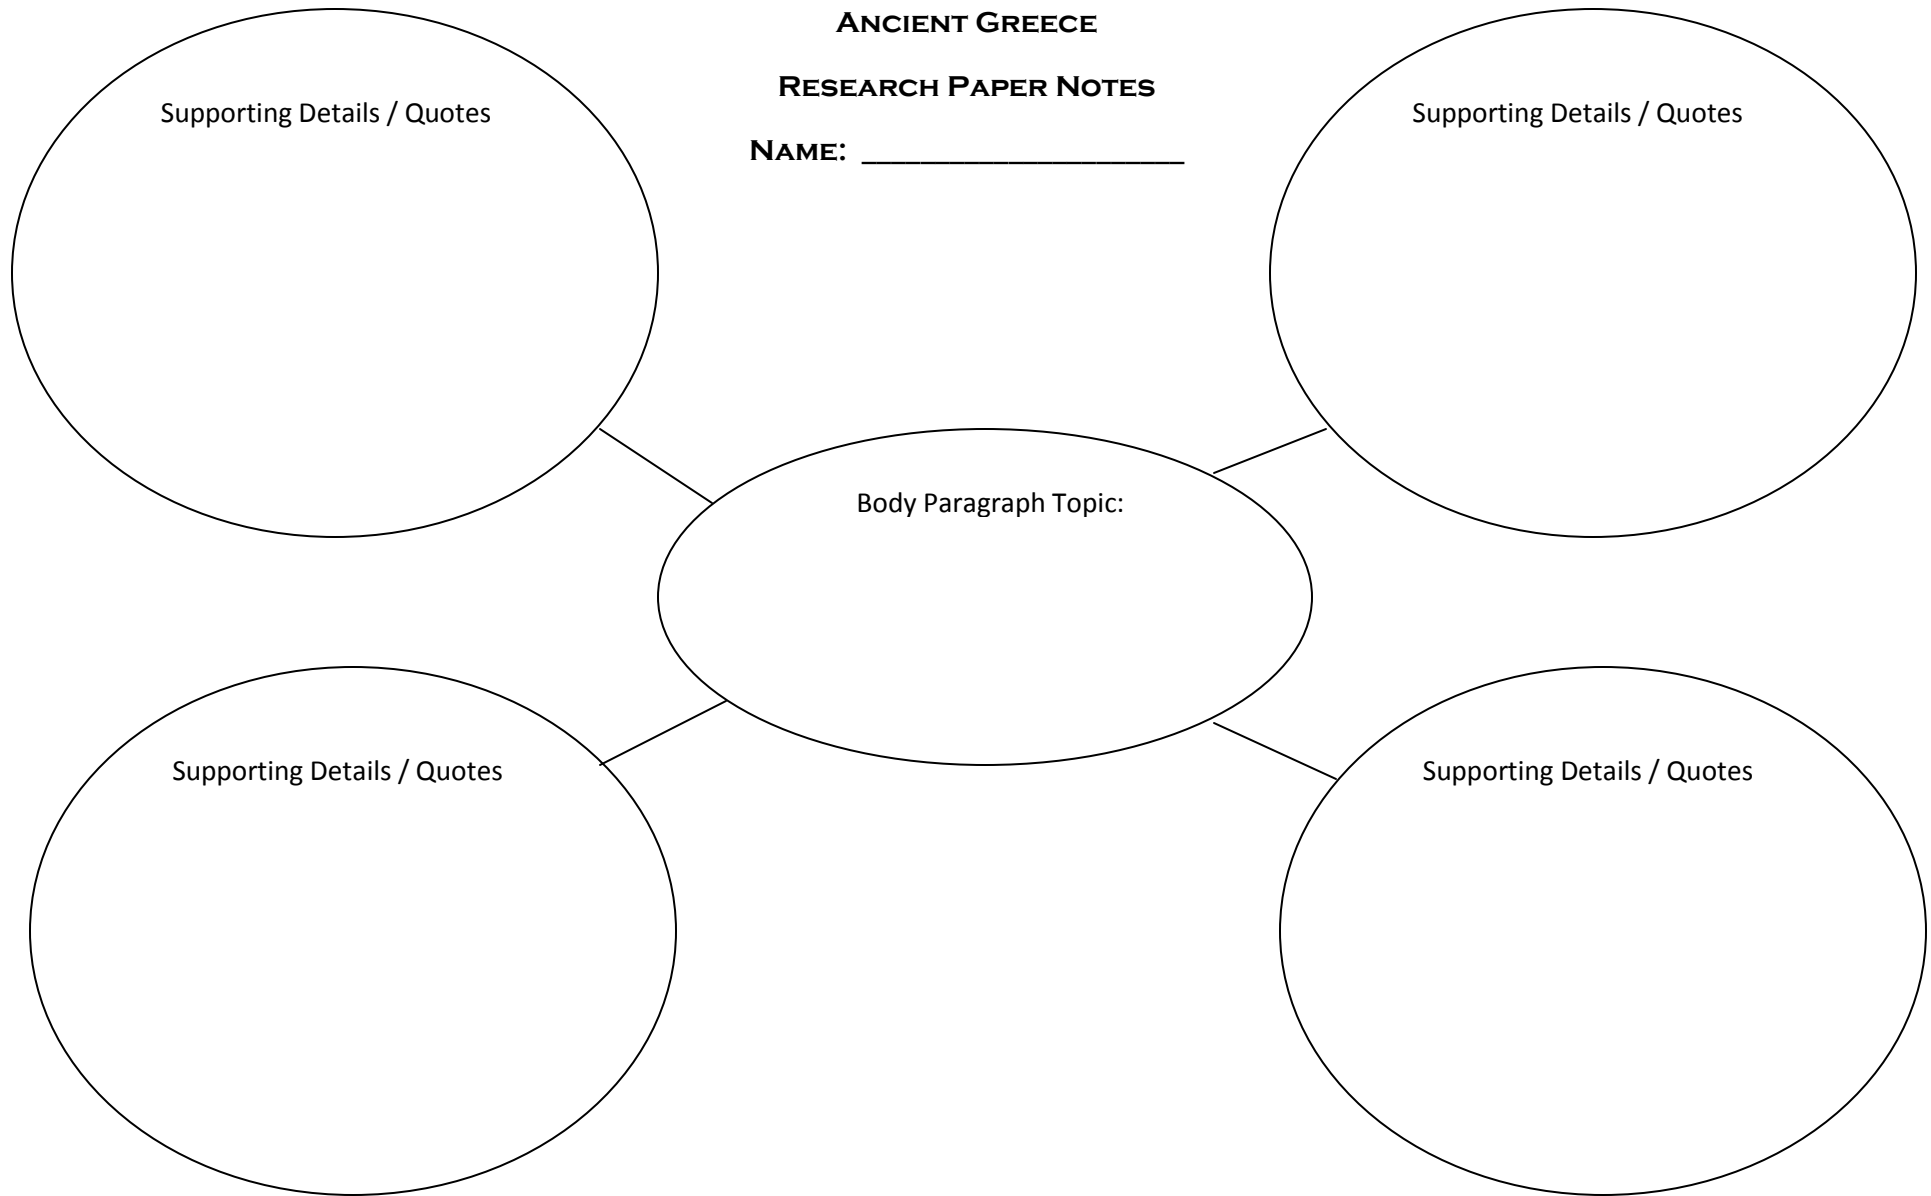 Ancient Greece
Research Paper Notes
Name: ______________________
Supporting Details / Quotes
Supporting Details / Quotes
Body Paragraph Topic:
Supporting Details / Quotes
Supporting Details / Quotes